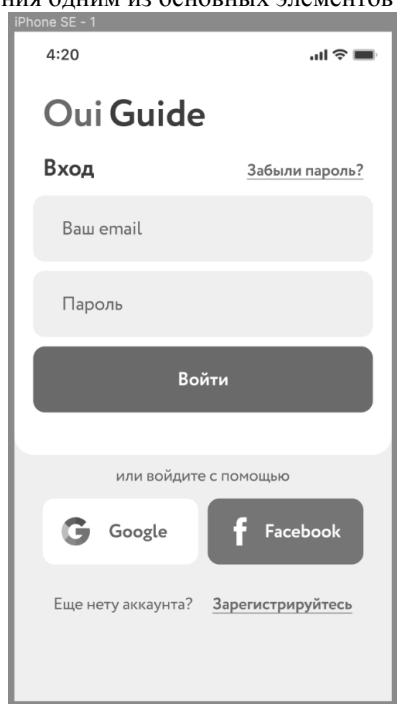 ния одним из основных элементов
iPhone SE - 1
4:20
Oui Guide
Вход
Забыли пароль?
Ваш email
Пароль
Войти
или войдите с помощью
Google
Facebook
Еще нету аккаунта? Зарегистрируйтесь